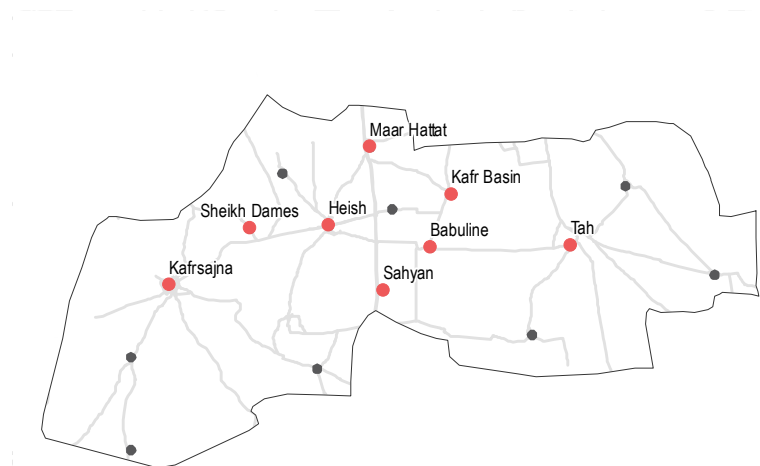 Maar Hattat
Kafr Basin
Sheikh Dames
Heish
Babuline
Tah
Kafrsajna
Sahyan